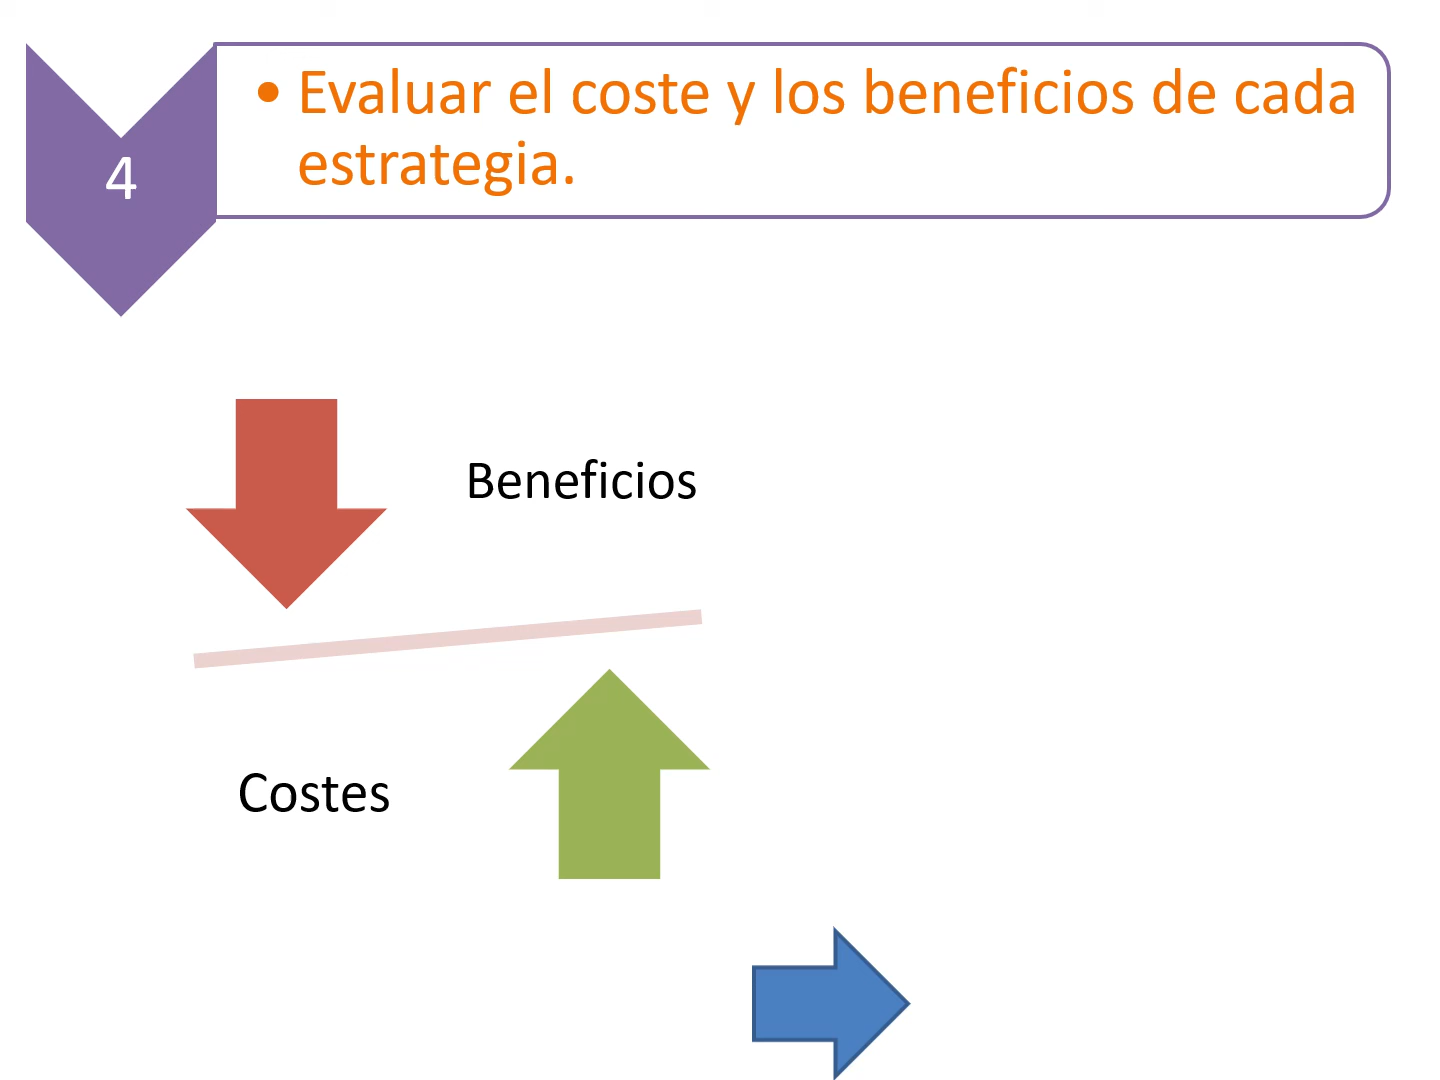 4
• Evaluar el coste y los beneficios de cada
estrategia.
Beneficios
Costes